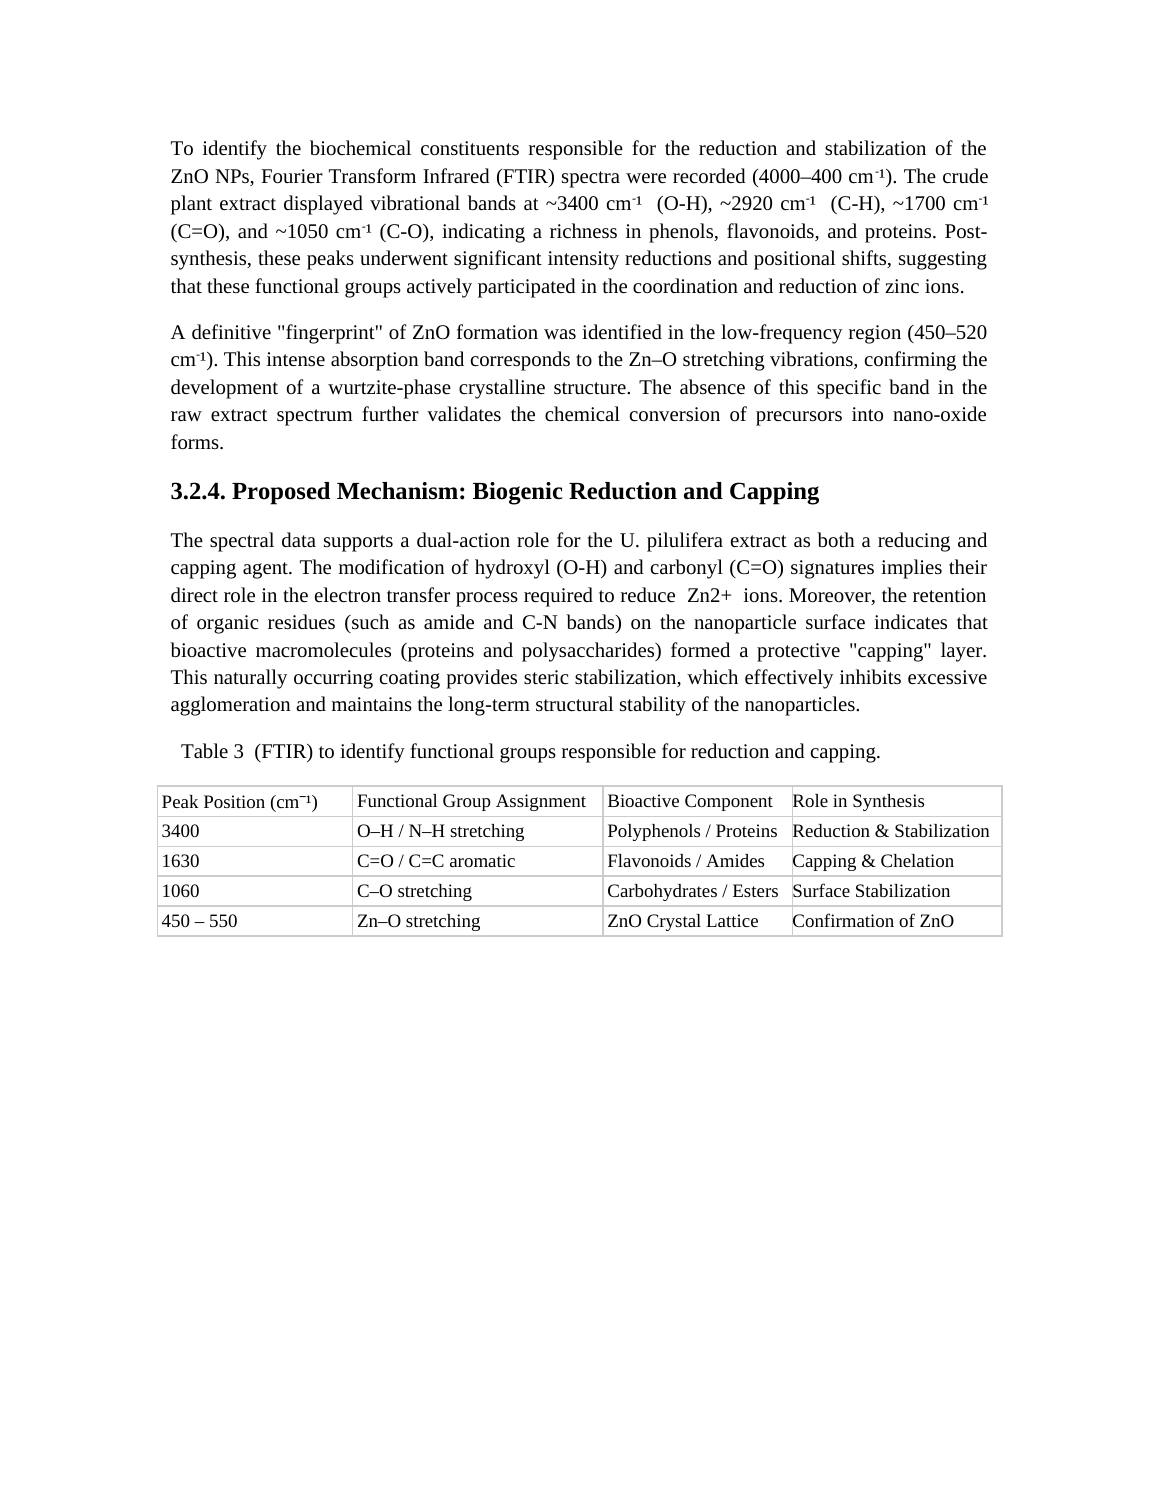 To identify the biochemical constituents responsible for the reduction and stabilization of the
ZnO NPs, Fourier Transform Infrared (FTIR) spectra were recorded (4000–400 cm⁻¹). The crude
plant extract displayed vibrational bands at ~3400 cm⁻¹ (O-H), ~2920 cm⁻¹ (C-H), ~1700 cm⁻¹
(C=O), and ~1050 cm⁻¹ (C-O), indicating a richness in phenols, flavonoids, and proteins. Post-
synthesis, these peaks underwent significant intensity reductions and positional shifts, suggesting
that these functional groups actively participated in the coordination and reduction of zinc ions.
A definitive "fingerprint" of ZnO formation was identified in the low-frequency region (450–520
cm⁻¹). This intense absorption band corresponds to the Zn–O stretching vibrations, confirming the
development of a wurtzite-phase crystalline structure. The absence of this specific band in the
raw extract spectrum further validates the chemical conversion of precursors into nano-oxide
forms.
3.2.4. Proposed Mechanism: Biogenic Reduction and Capping
The spectral data supports a dual-action role for the U. pilulifera extract as both a reducing and
capping agent. The modification of hydroxyl (O-H) and carbonyl (C=O) signatures implies their
direct role in the electron transfer process required to reduce Zn2+ ions. Moreover, the retention
of organic residues (such as amide and C-N bands) on the nanoparticle surface indicates that
bioactive macromolecules (proteins and polysaccharides) formed a protective "capping" layer.
This naturally occurring coating provides steric stabilization, which effectively inhibits excessive
agglomeration and maintains the long-term structural stability of the nanoparticles.
Table 3 (FTIR) to identify functional groups responsible for reduction and capping.
Peak Position (cm⁻¹) Functional Group Assignment Bioactive Component Role in Synthesis
3400 O–H / N–H stretching Polyphenols / Proteins Reduction & Stabilization
1630 C=O / C=C aromatic Flavonoids / Amides Capping & Chelation
1060 C–O stretching Carbohydrates / Esters Surface Stabilization
450 – 550 Zn–O stretching ZnO Crystal Lattice Confirmation of ZnO